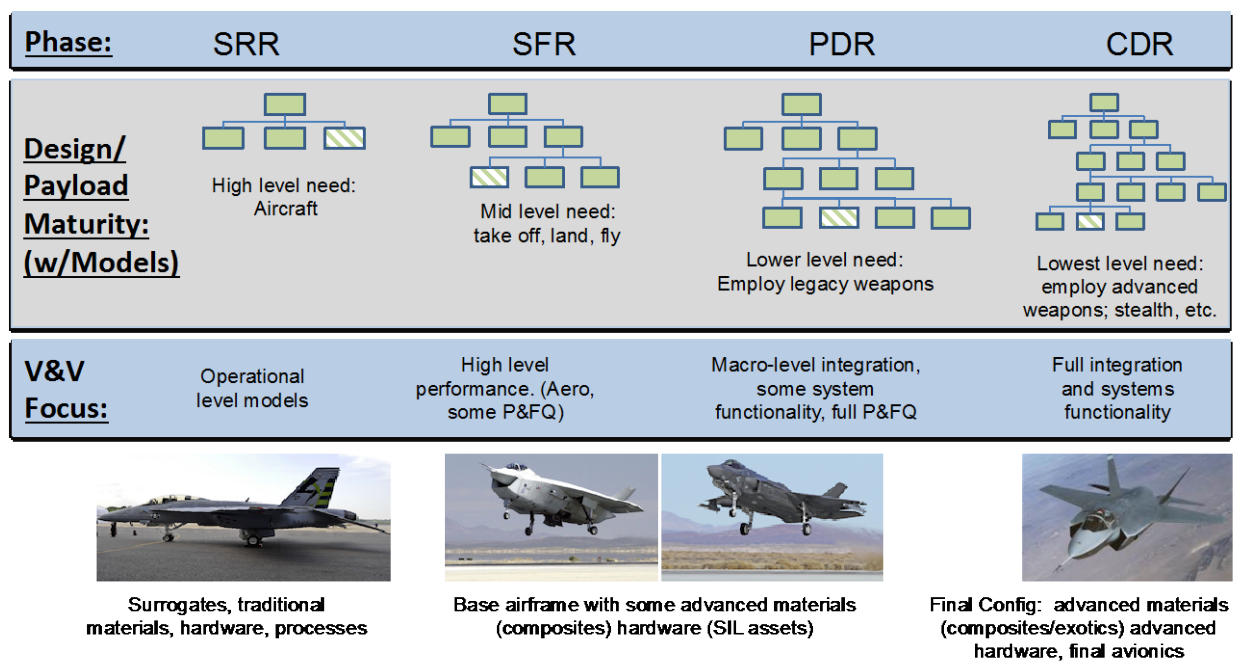 Phase:
SRR
SFR
PDR
CDR
Design/
Payload
Maturity:
(w/Models)
High level need:
Aircraft
Mid level need:
take off, land, fly
Lower level need:
Employ legacy weapons
Lowest level need:
employ advanced
weapons; stealth, etc.
V&V
Focus:
Operational
level models
High level
performance. (Aero,
some P&FQ)
Macro-level integration,
some system
functionality, full P&FQ
Full integration
and systems
functionality
Surrogates, traditional
materials, hardware, processes
Base airframe with some advanced materials
(composites) hardware (SIL assets)
Final Config:  advanced materials
(composites/exotics) advanced
hardware, final avionics